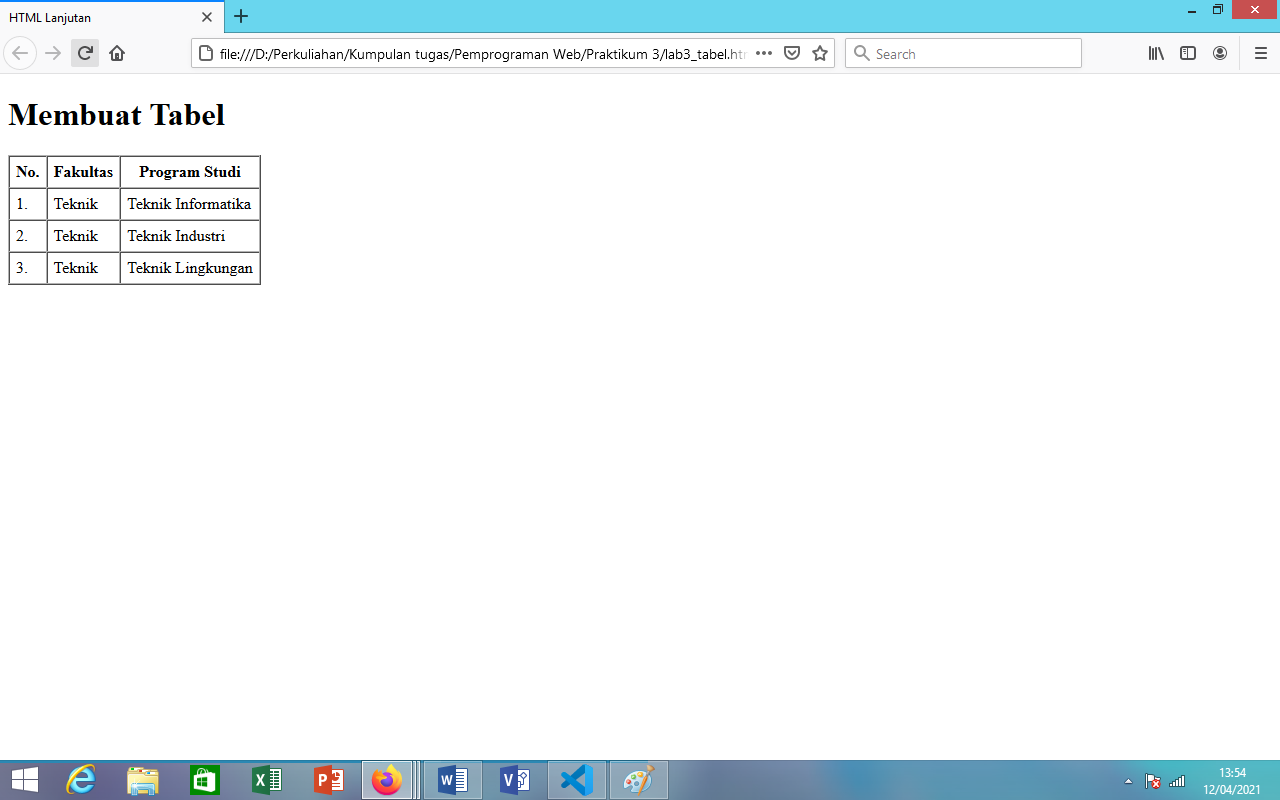 HTML Lanjutan
file:///D:/Perkuliahan/Kumpulan tugas/Pemprograman Web/Praktikum 3/lab3_tabel.htm
Search
Membuat Tabel
No. Fakultas Program Studi
1. Teknik Teknik Informatika
2. Teknik Teknik Industri
3. Teknik Teknik Lingkungan
13:54
12/04/2021